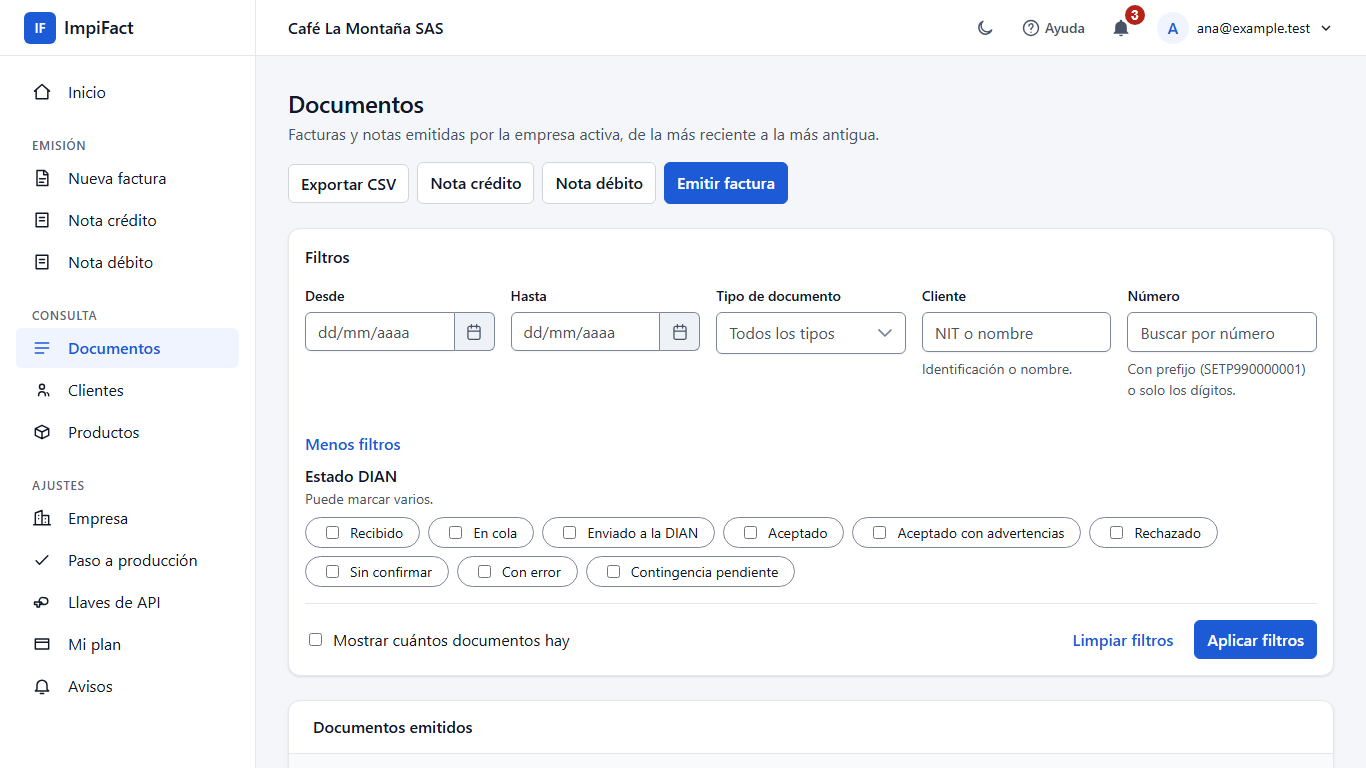 IF ImpiFact
Café La Montaña SAS
Ayuda
3
A
ana@example.test
Inicio
EMISIÓN
Nueva factura
Nota crédito
Nota débito
CONSULTA
Documentos
Clientes
Productos
AJUSTES
Empresa
Paso a producción
Llaves de API
Mi plan
Avisos
Documentos
Facturas y notas emitidas por la empresa activa, de la más reciente a la más antigua.
Exportar CSV Nota crédito Nota débito Emitir factura
Filtros
Desde Hasta Tipo de documento Cliente Número
dd/mm/aaaa dd/mm/aaaa Todos los tipos NIT o nombre Buscar por número
Identificación o nombre. Con prefijo (SETP990000001)
o solo los dígitos.
Menos filtros
Estado DIAN
Puede marcar varios.
Recibido En cola Enviado a la DIAN Aceptado Aceptado con advertencias Rechazado
Sin confirmar Con error Contingencia pendiente
Mostrar cuántos documentos hay Limpiar filtros Aplicar filtros
Documentos emitidos